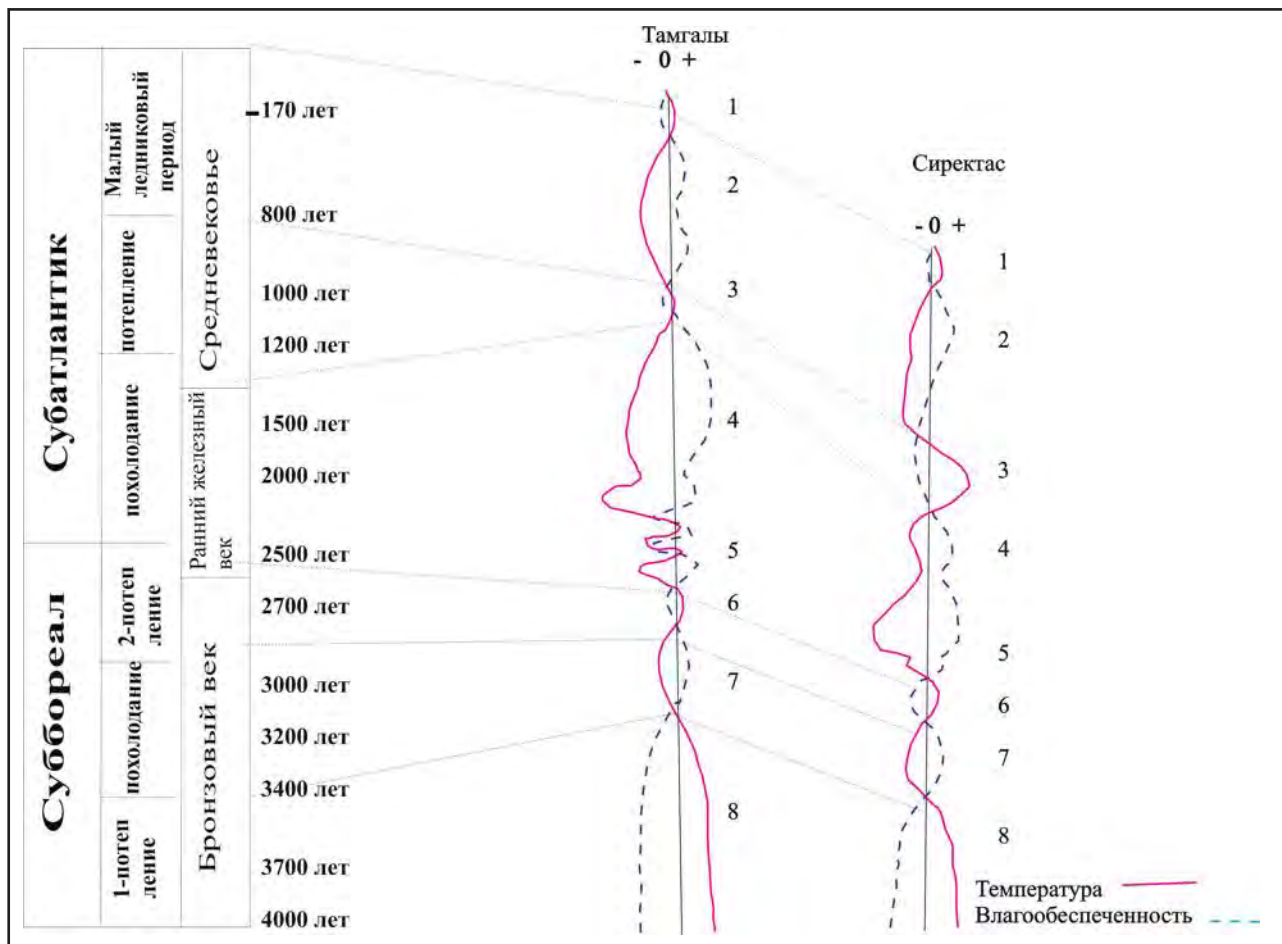 Субатлантик
Суббореал
Малый
ледниковый
период
потепление
похолодание
2-потеп
ление
похолодание
1-потеп
ление
Средневековье
Ранний железный
век
Бронзовый век
170 лет
800 лет
1000 лет
1200 лет
1500 лет
2000 лет
2500 лет
2700 лет
3000 лет
3200 лет
3400 лет
3700 лет
4000 лет
Тамгалы
- 0 +
1
2
3
4
5
6
7
8
Сиректас
-0 +
1
2
3
4
5
6
7
8
Температура
Влагообеспеченность